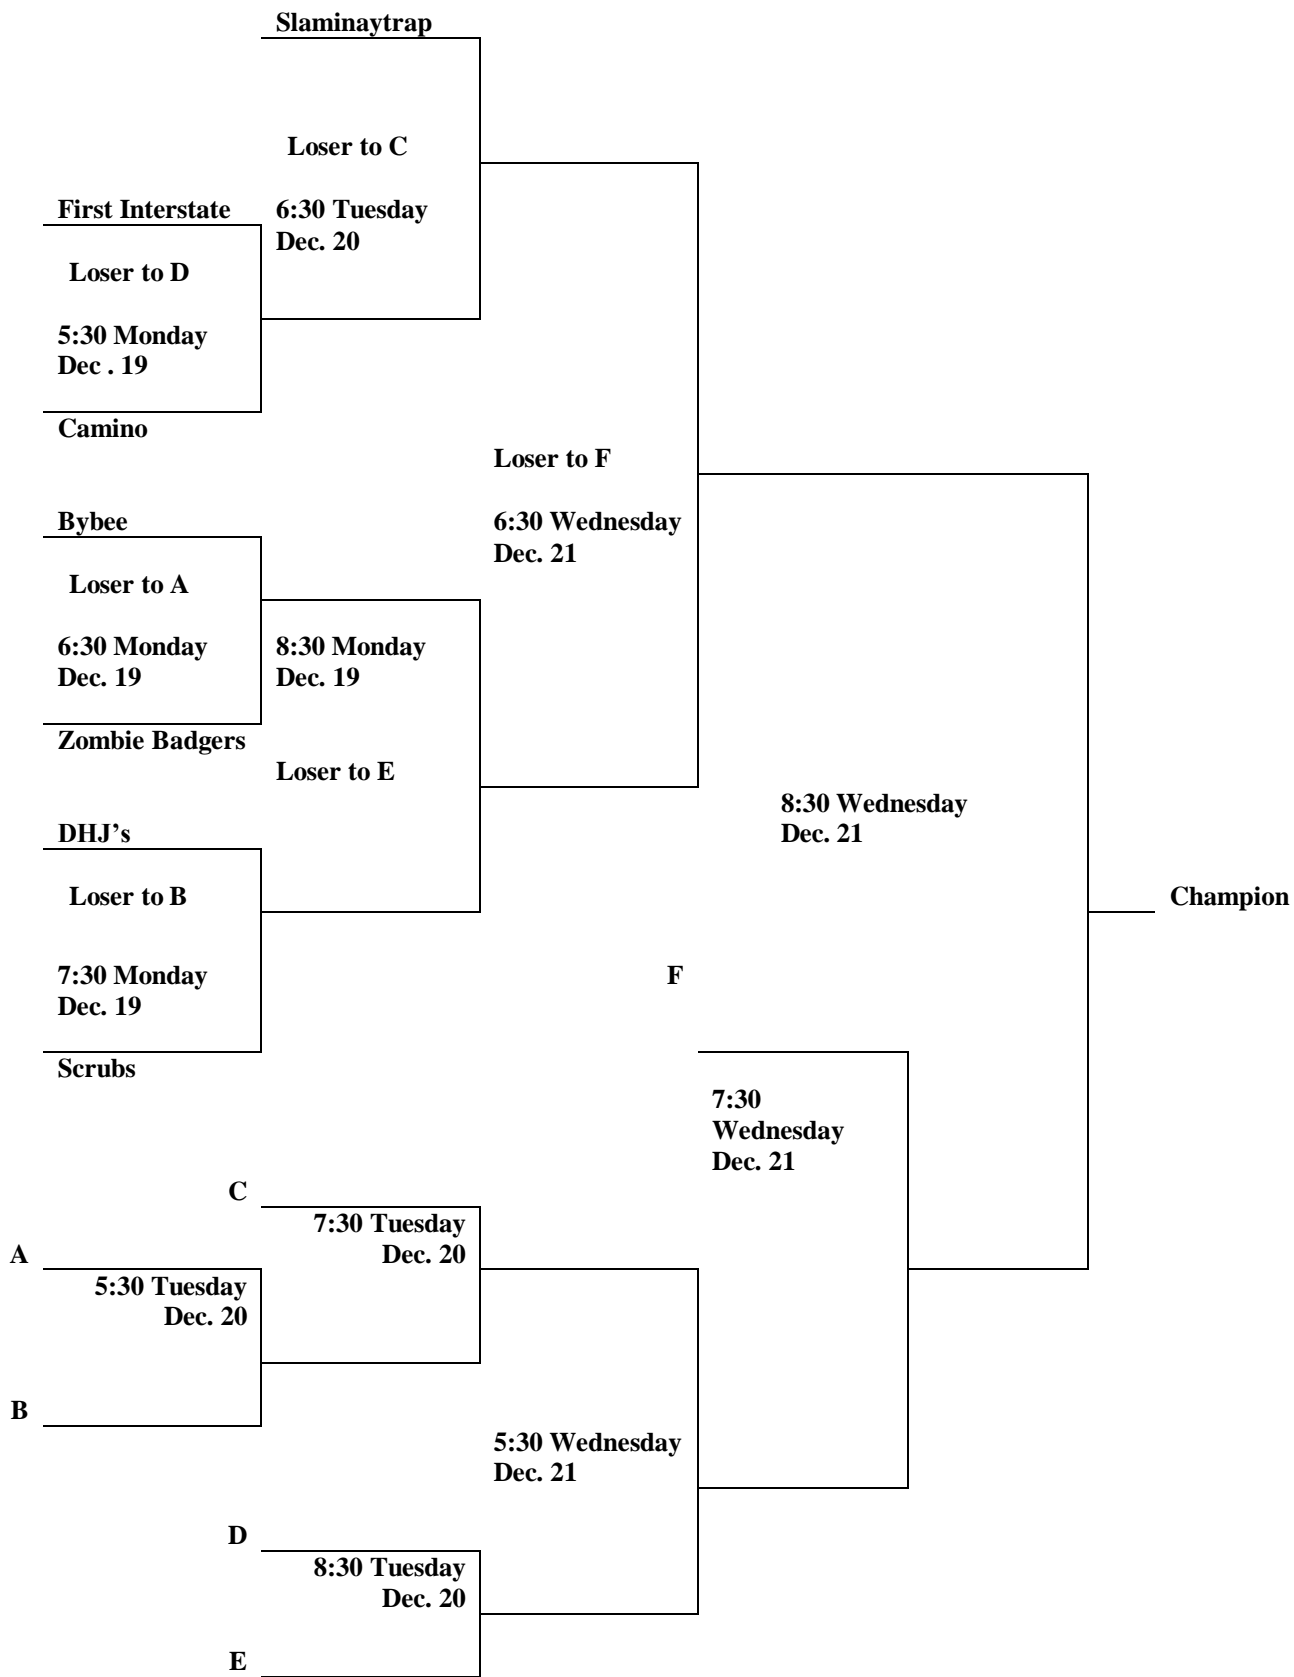 Slaminaytrap
Loser to C
First Interstate
6:30 Tuesday
Dec. 20
Loser to D
5:30 Monday
Dec . 19
Camino
Loser to F
Bybee
6:30 Wednesday
Dec. 21
Loser to A
6:30 Monday
Dec. 19
8:30 Monday
Dec. 19
Zombie Badgers
Loser to E
8:30 Wednesday
Dec. 21
DHJ’s
Loser to B
Champion
7:30 Monday
Dec. 19
F
Scrubs
7:30
Wednesday
Dec. 21
C
7:30 Tuesday
Dec. 20
A
5:30 Tuesday
Dec. 20
B
5:30 Wednesday
Dec. 21
D
8:30 Tuesday
Dec. 20
E